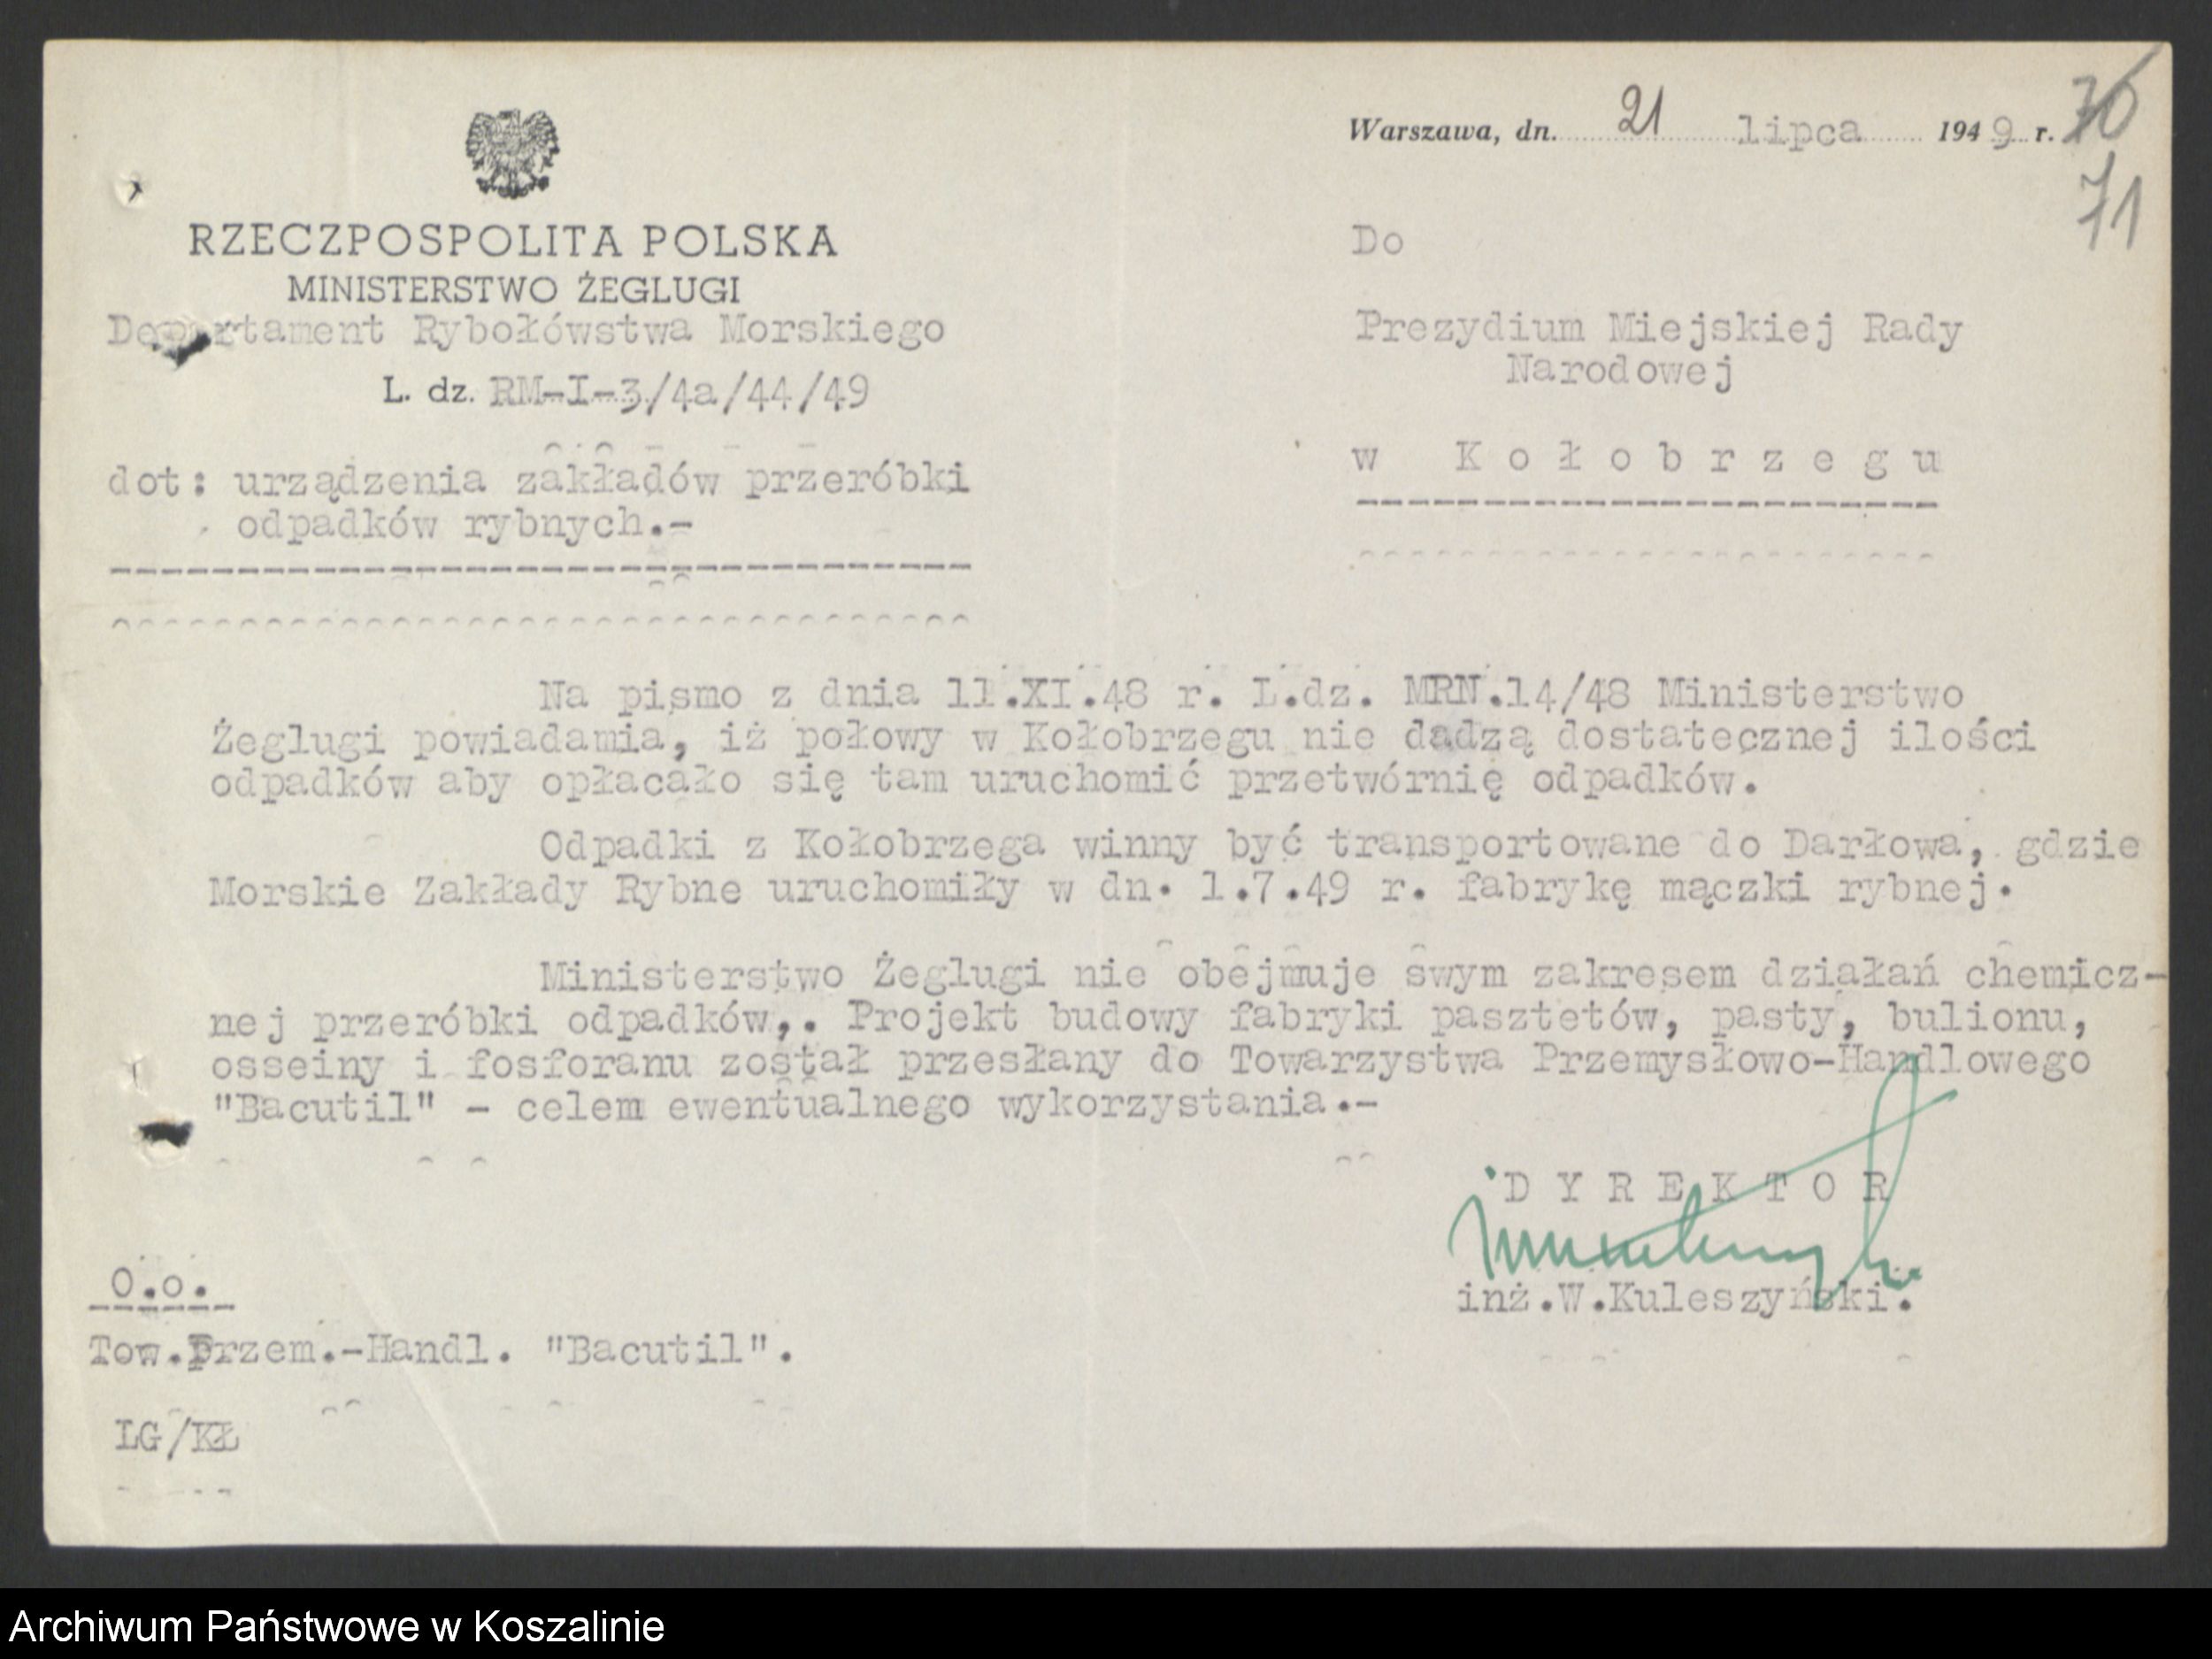 Warszawa, dn. 21 lipca 1949 r.
70
71
RZECZPOSPOLITA POLSKA
MINISTERSTWO ŻEGLUGI
Departament Rybołówstwa Morskiego
L. dz. RM-I-3/4a/44/49
dot: urządzenia zakładów przeróbki
odpadków rybnych.-
Do
Prezydium Miejskiej Rady
Narodowej
w Kołobrzegu
Na pismo z dnia 11.XI.48 r. L.dz. MRN.14/48 Ministerstwo
Żeglugi powiadamia, iż połowy w Kołobrzegu nie dadzą dostatecznej ilości
odpadków aby opłacało się tam uruchomić przetwórnię odpadków.
Odpadki z Kołobrzega winny być transportowane do Darłowa, gdzie
Morskie Zakłady Rybne uruchomiły w dn. 1.7.49 r. fabrykę mączki rybnej.
Ministerstwo Żeglugi nie obejmuje swym zakresem działań chemicz-
nej przeróbki odpadków,. Projekt budowy fabryki pasztetów, pasty, bulionu,
osseiny i fosforanu został przesłany do Towarzystwa Przemysłowo-Handlowego
"Bacutil" - celem ewentualnego wykorzystania.-
DYREKTOR
inż.W.Kuleszyński.
O.o.
Tow.Przem.-Handl. "Bacutil".
LG/KŁ
Archiwum Państwowe w Koszalinie